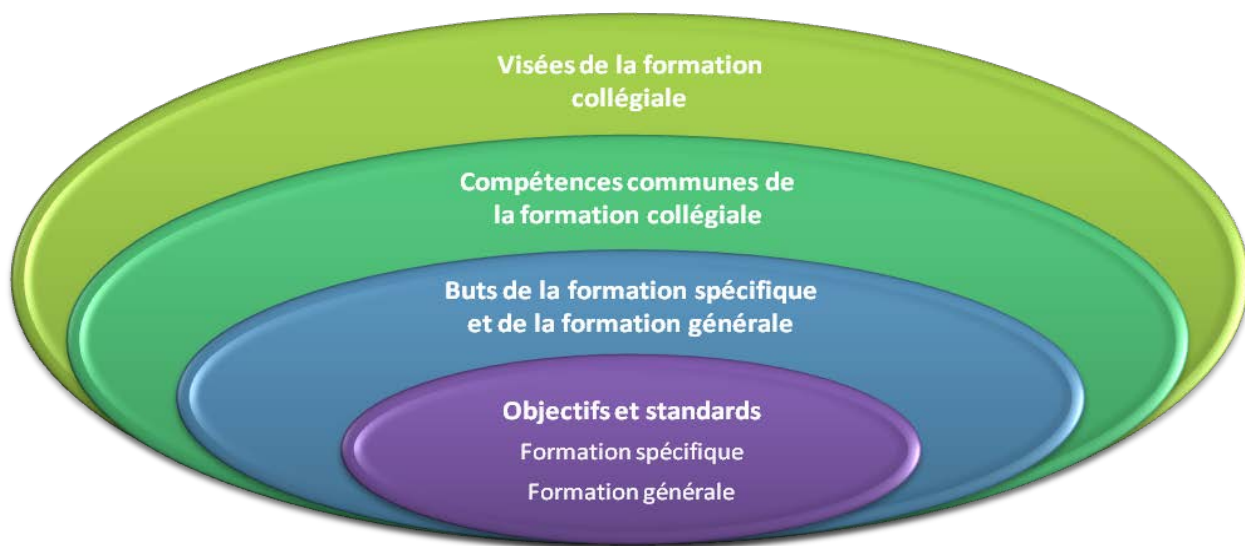 Visées de la formation
collégiale
Compétences communes de
la formation collégiale
Buts de la formation spécifique
et de la formation générale
Objectifs et standards
Formation spécifique
Formation générale